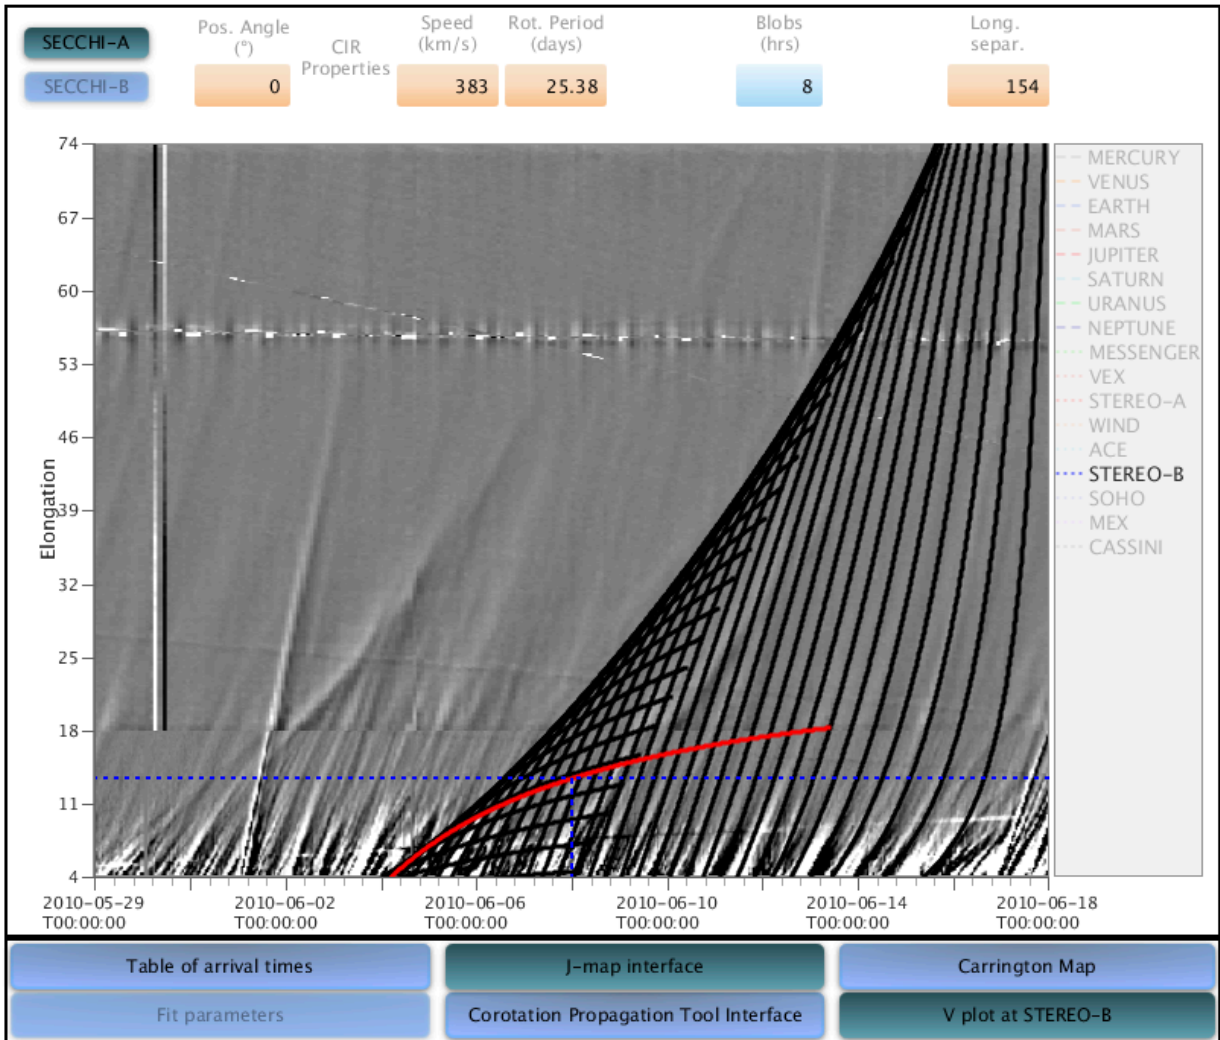 SECCHI-A
SECCHI-B
Pos. Angle
(°)
0
CIR
Properties
Speed
(km/s)
383
Rot. Period
(days)
25.38
Blobs
(hrs)
8
Long.
separ.
154
Elongation
74
67
60
53
46
39
32
25
18
11
4
2010-05-29
T00:00:00
2010-06-02
T00:00:00
2010-06-06
T00:00:00
2010-06-10
T00:00:00
2010-06-14
T00:00:00
2010-06-18
T00:00:00
MERCURY
VENUS
EARTH
MARS
JUPITER
SATURN
URANUS
NEPTUNE
MESSENGER
VEX
STEREO-A
WIND
ACE
STEREO-B
SOHO
MEX
CASSINI
Table of arrival times
J-map interface
Carrington Map
Fit parameters
Corotation Propagation Tool Interface
V plot at STEREO-B